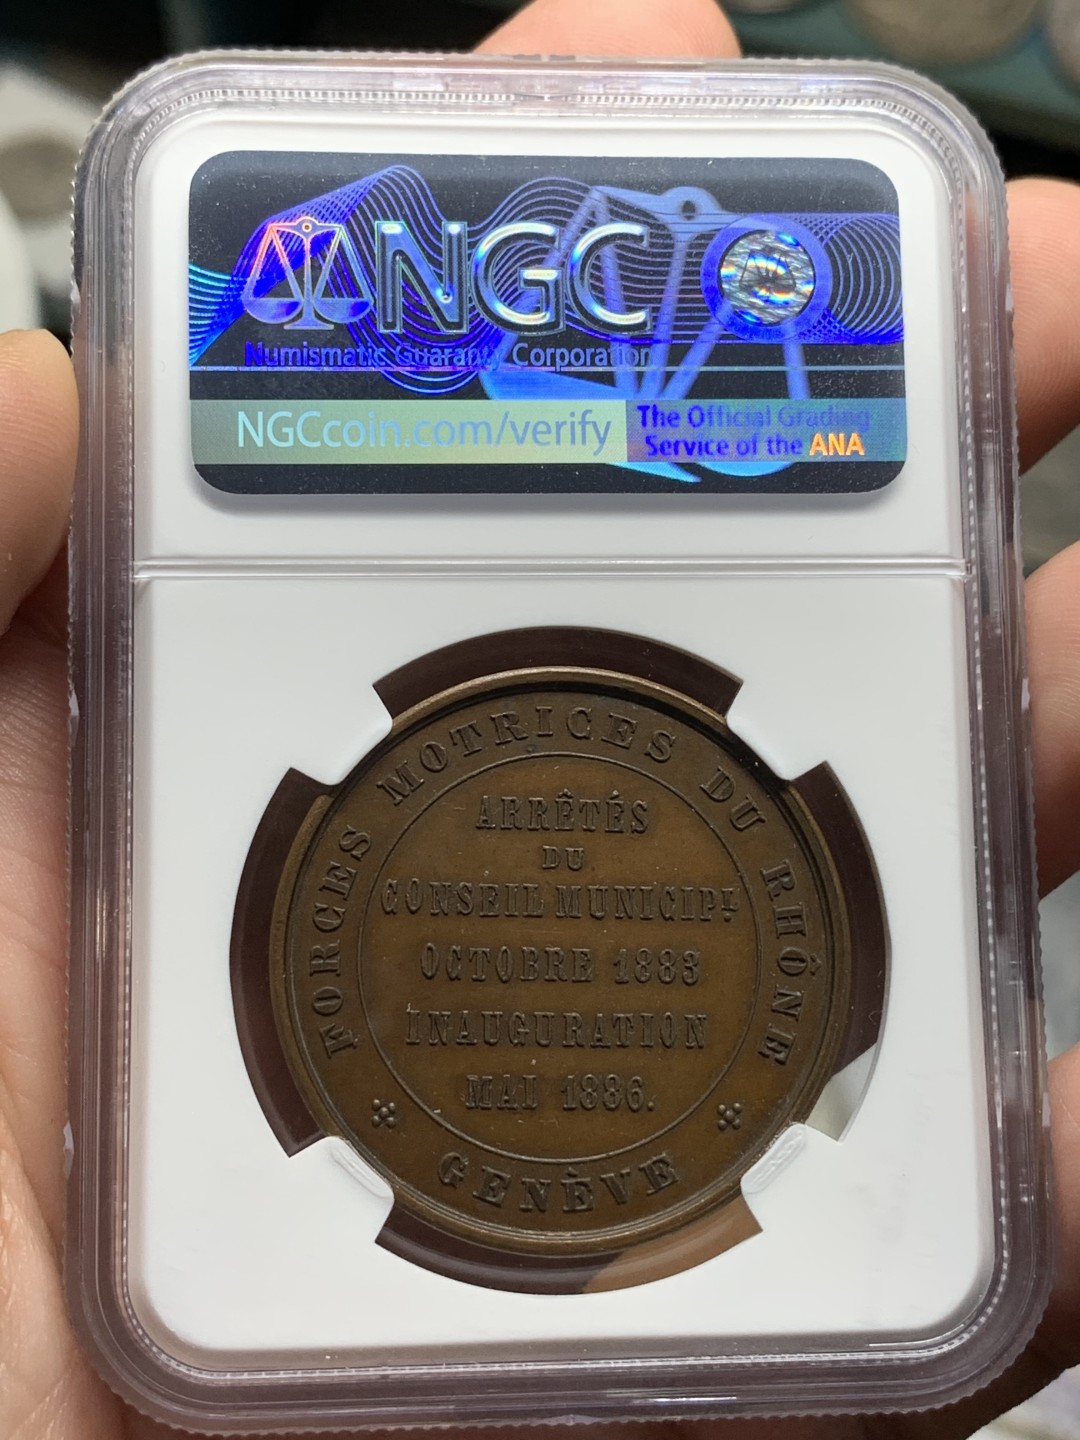 NGC
Numismatic Guaranty Corporation
NGCcoin.com/verify
The Official Grading
Service of the ANA
FORCES MOTRICES DU RHÔNE
ARRÊTÉS
DU
CONSEIL MUNICIPL
OCTOBRE 1883
INAUGURATION
MAI 1886.
GENÈVE